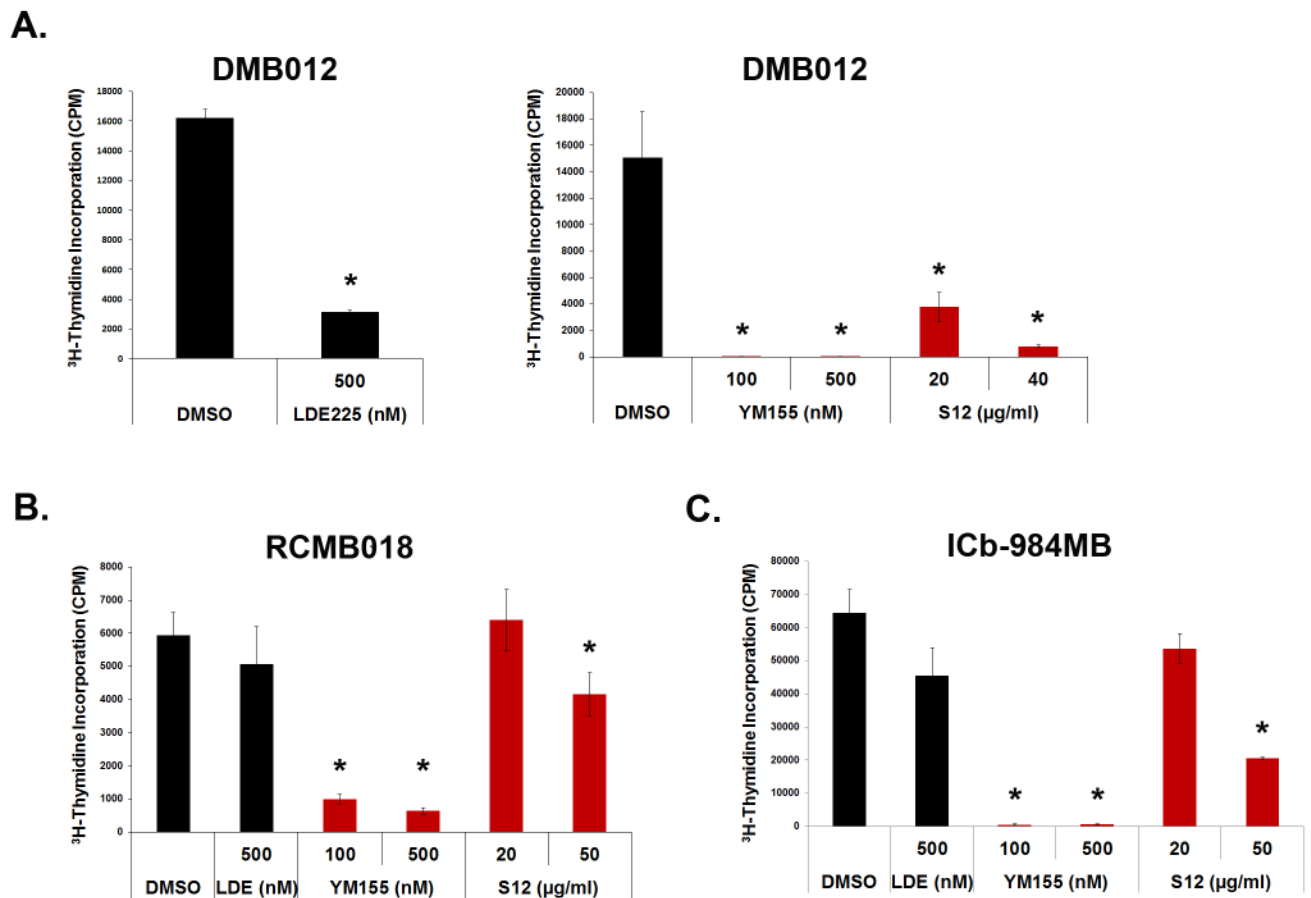 A.
DMB012
³H-Thymidine Incorporation (CPM)
18000
16000
14000
12000
10000
8000
6000
4000
2000
0
*
500
DMSO LDE225 (nM)
DMB012
³H-Thymidine Incorporation (CPM)
20000
18000
16000
14000
12000
10000
8000
6000
4000
2000
0
* * * *
100 500 20 40
DMSO YM155 (nM) S12 (µg/ml)
B.
RCMB018
³H-Thymidine Incorporation (CPM)
8000
7000
6000
5000
4000
3000
2000
1000
0
* * *
500 100 500 20 50
DMSO LDE (nM) YM155 (nM) S12 (µg/ml)
C.
ICb-984MB
³H-Thymidine Incorporation (CPM)
80000
70000
60000
50000
40000
30000
20000
10000
0
* * *
500 100 500 20 50
DMSO LDE (nM) YM155 (nM) S12 (µg/ml)